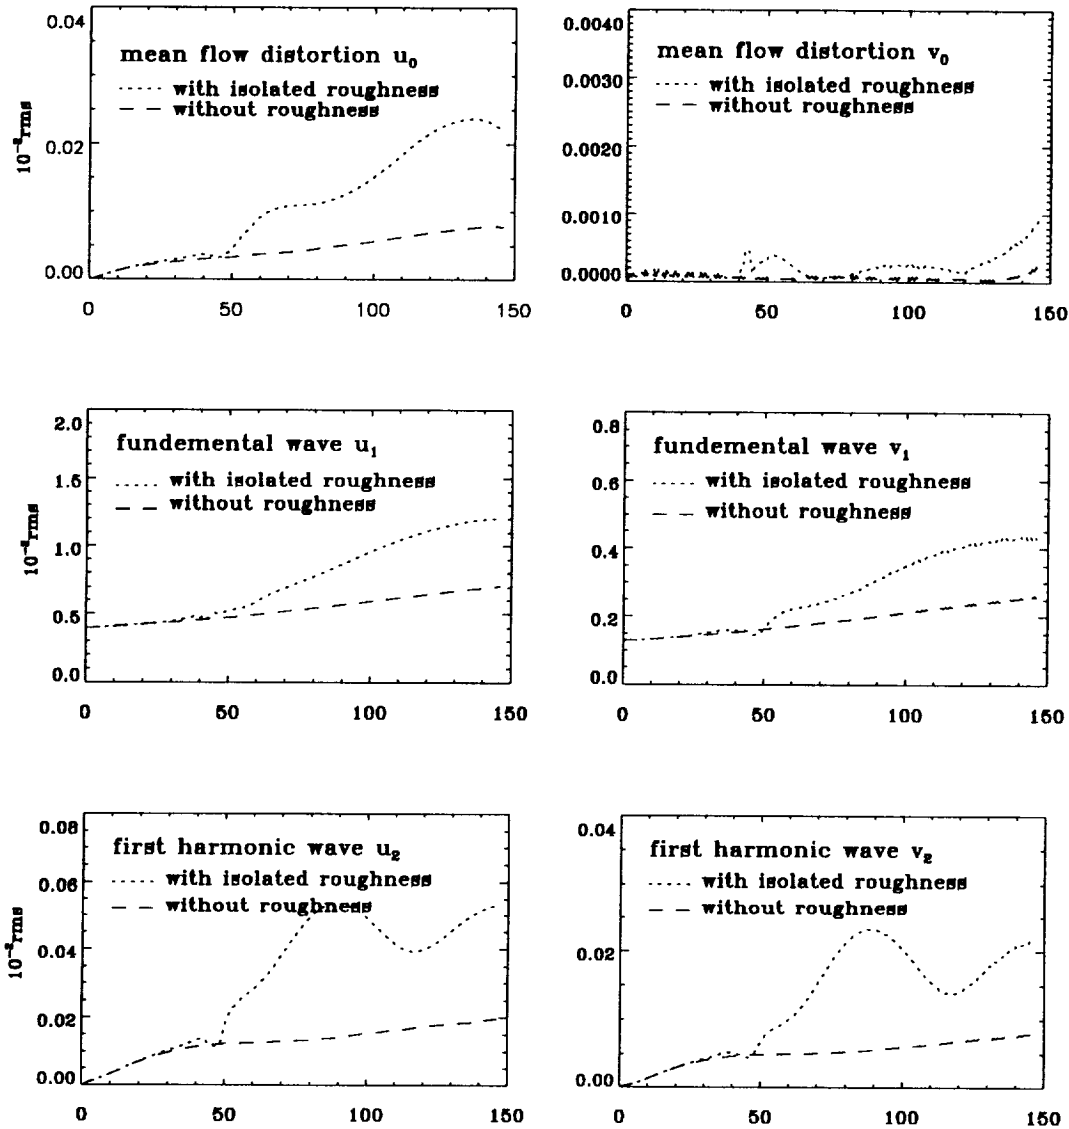 0.04
mean flow distortion u0
with isolated roughness
without roughness
0.02
0.00
10⁻²rms
0 50 100 150
0.0040
mean flow distortion v0
with isolated roughness
without roughness
0.0030
0.0020
0.0010
0.0000
0 50 100 150
2.0
fundemental wave u1
with isolated roughness
without roughness
1.5
1.0
0.5
0.0
10⁻²rms
0 50 100 150
0.8
fundemental wave v1
with isolated roughness
without roughness
0.6
0.4
0.2
0.0
0 50 100 150
0.08
first harmonic wave u2
with isolated roughness
without roughness
0.06
0.04
0.02
0.00
10⁻²rms
0 50 100 150
0.04
first harmonic wave v2
with isolated roughness
without roughness
0.02
0.00
0 50 100 150